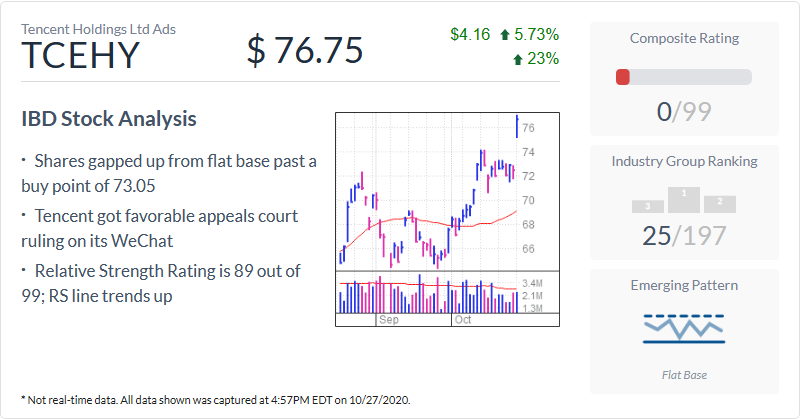 Tencent Holdings Ltd Ads
TCEHY
$ 76.75
$4.16 5.73%
23%
IBD Stock Analysis
· Shares gapped up from flat base past a
buy point of 73.05
· Tencent got favorable appeals court
ruling on its WeChat
· Relative Strength Rating is 89 out of
99; RS line trends up
76
74
72
70
68
66
3.4M
2.1M
1.3M
Sep Oct
Composite Rating
0/99
Industry Group Ranking
3 1 2
25/197
Emerging Pattern
Flat Base
* Not real-time data. All data shown was captured at 4:57PM EDT on 10/27/2020.